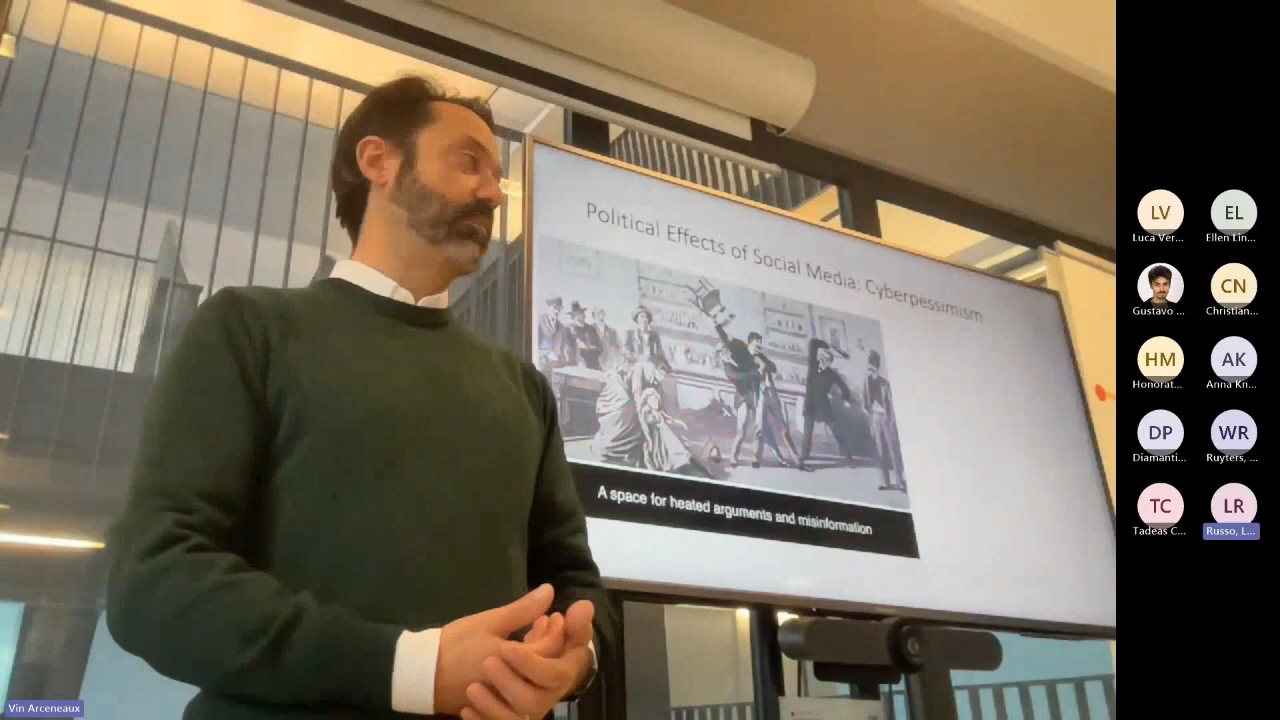 Political Effects of Social Media: Cyberpessimism
A space for heated arguments and misinformation
Vin Arceneaux
LV
Luca Ver...
EL
Ellen Lin...
Gustavo ...
CN
Christian...
HM
Honorat...
AK
Anna Kn...
DP
Diamanti...
WR
Ruyters, ...
TC
Tadeas C...
LR
Russo, L...